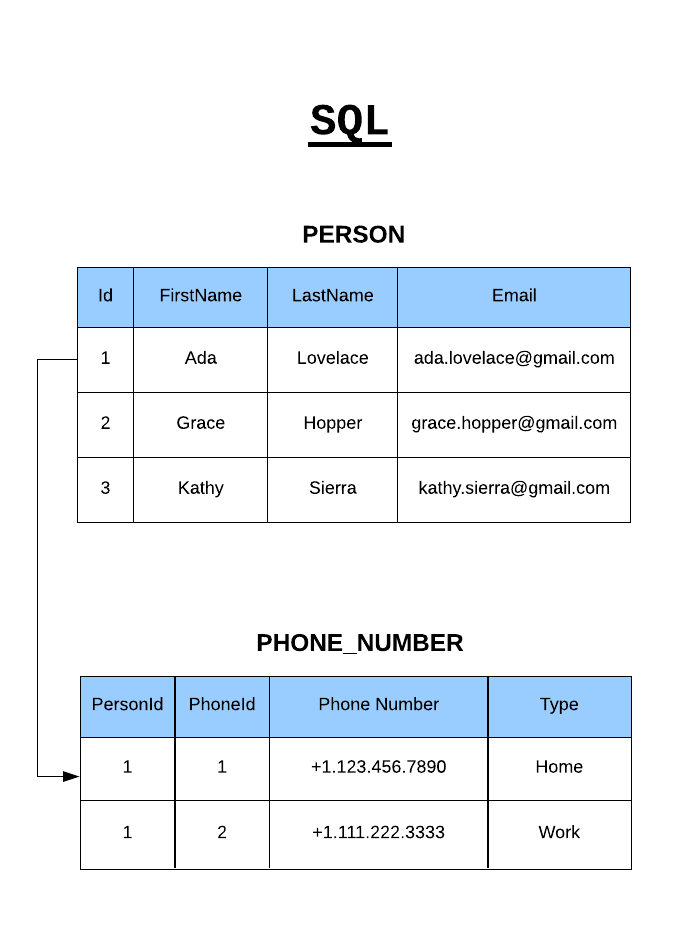 SQL
PERSON
Id FirstName LastName Email
1 Ada Lovelace ada.lovelace@gmail.com
2 Grace Hopper grace.hopper@gmail.com
3 Kathy Sierra kathy.sierra@gmail.com
PHONE_NUMBER
PersonId PhoneId Phone Number Type
1 1 +1.123.456.7890 Home
1 2 +1.111.222.3333 Work